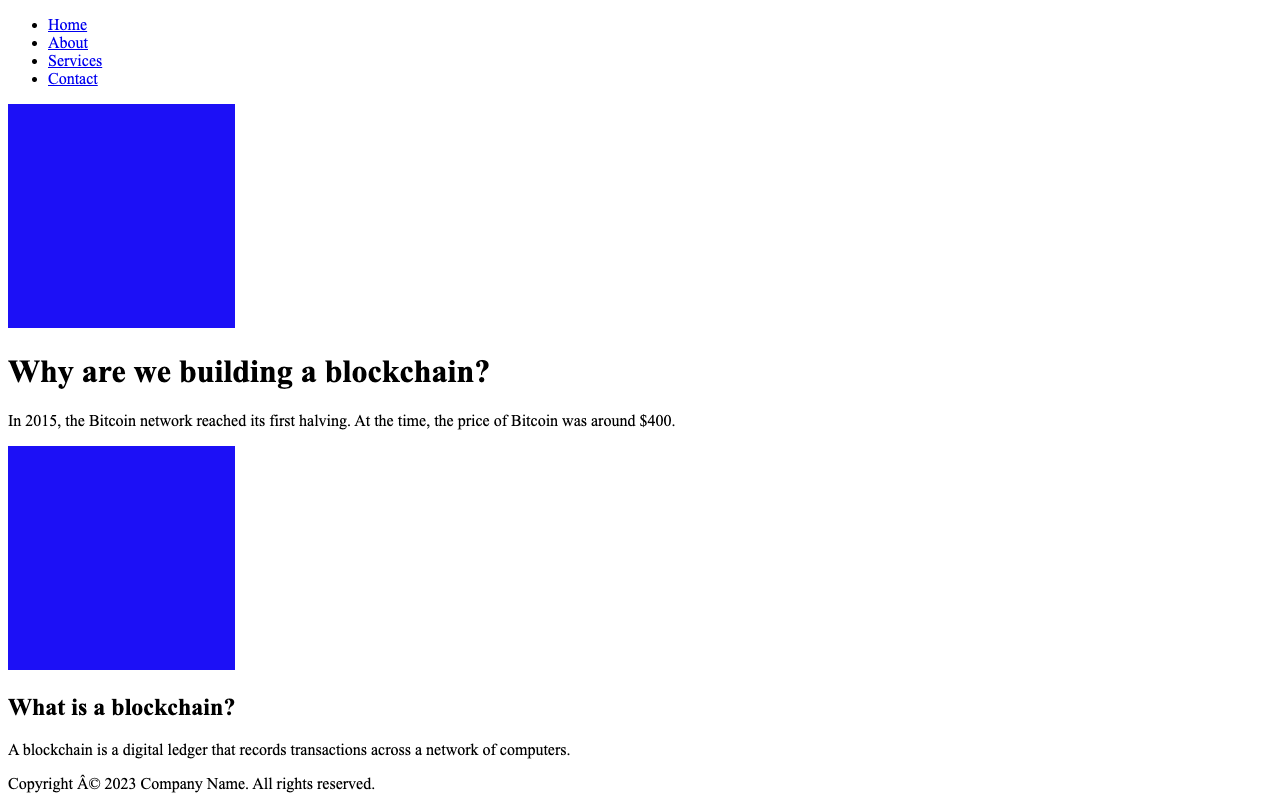 Home
About
Services
Contact
Why are we building a blockchain?
In 2015, the Bitcoin network reached its first halving. At the time, the price of Bitcoin was around $400.
What is a blockchain?
A blockchain is a digital ledger that records transactions across a network of computers.
Copyright Â© 2023 Company Name. All rights reserved.